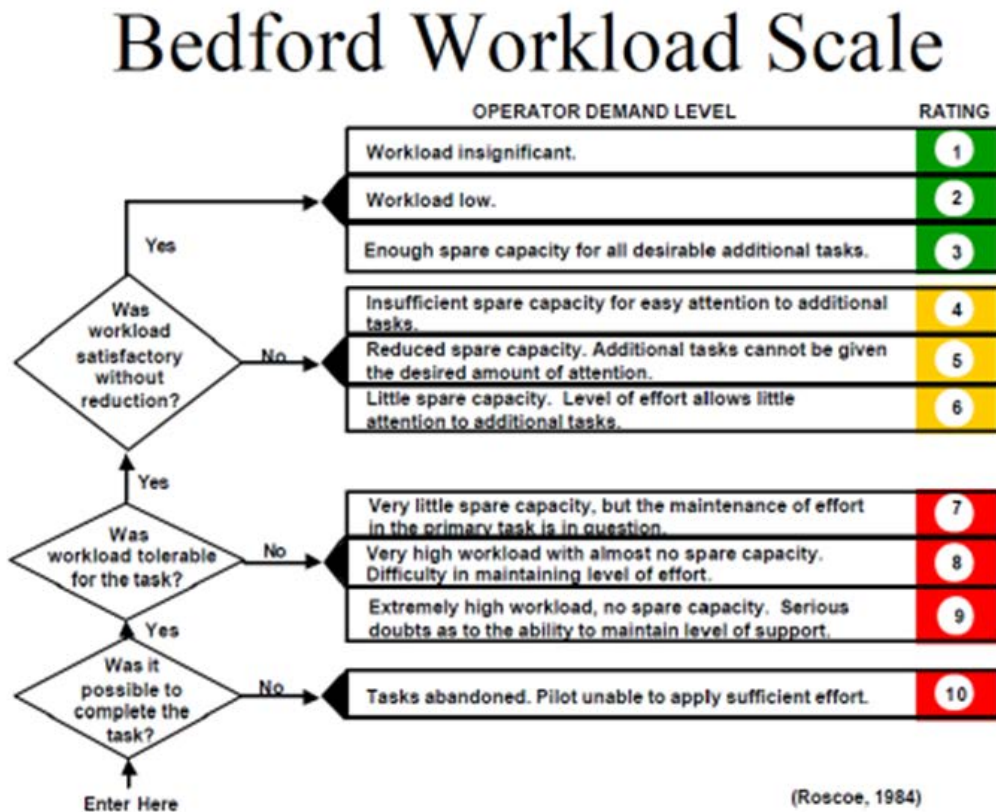 Bedford Workload Scale
OPERATOR DEMAND LEVEL RATING
Workload insignificant. 1
Workload low. 2
Enough spare capacity for all desirable additional tasks. 3
Yes
Was
workload
satisfactory
without
reduction?
No
Insufficient spare capacity for easy attention to additional
tasks. 4
Reduced spare capacity. Additional tasks cannot be given
the desired amount of attention. 5
Little spare capacity. Level of effort allows little
attention to additional tasks. 6
Yes
Was
workload tolerable
for the task?
No
Very little spare capacity, but the maintenance of effort
in the primary task is in question. 7
Very high workload with almost no spare capacity.
Difficulty in maintaining level of effort. 8
Extremely high workload, no spare capacity. Serious
doubts as to the ability to maintain level of support. 9
Yes
Was it
possible to
complete the
task?
No
Tasks abandoned. Pilot unable to apply sufficient effort. 10
Enter Here
(Roscoe, 1984)